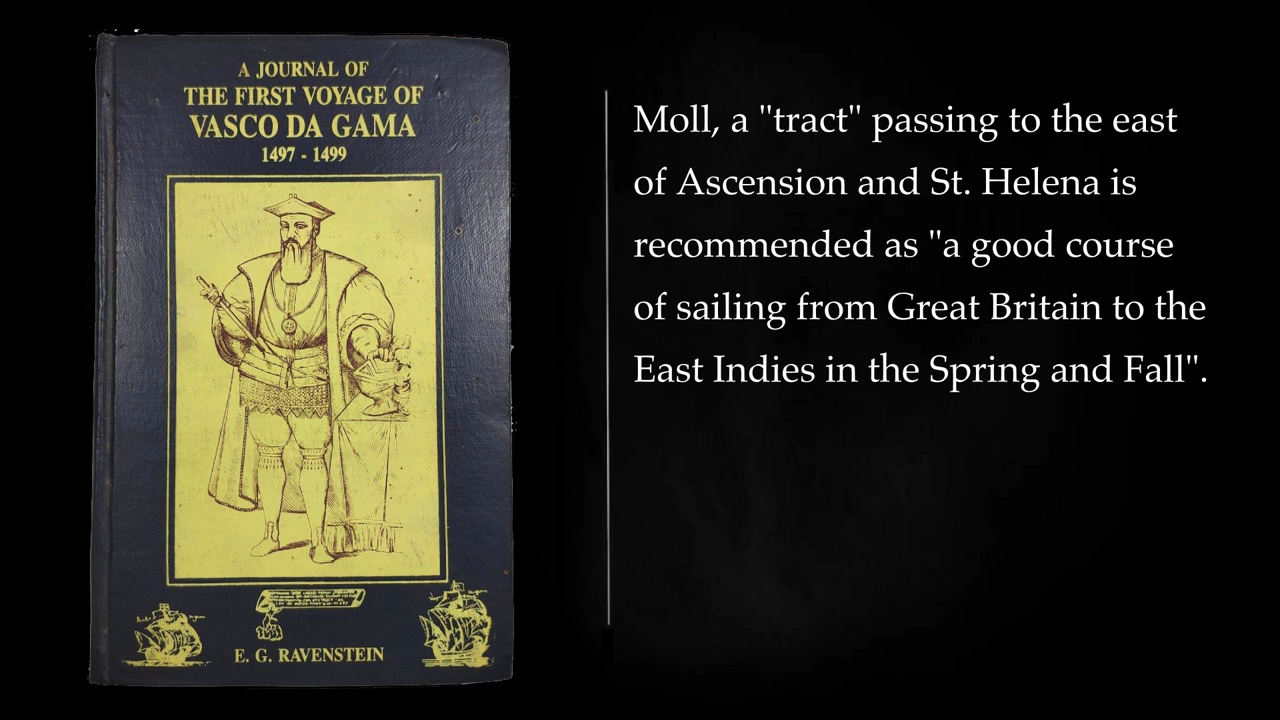 A JOURNAL OF
THE FIRST VOYAGE OF
VASCO DA GAMA
1497 - 1499
E. G. RAVENSTEIN
Moll, a "tract" passing to the east
of Ascension and St. Helena is
recommended as "a good course
of sailing from Great Britain to the
East Indies in the Spring and Fall".